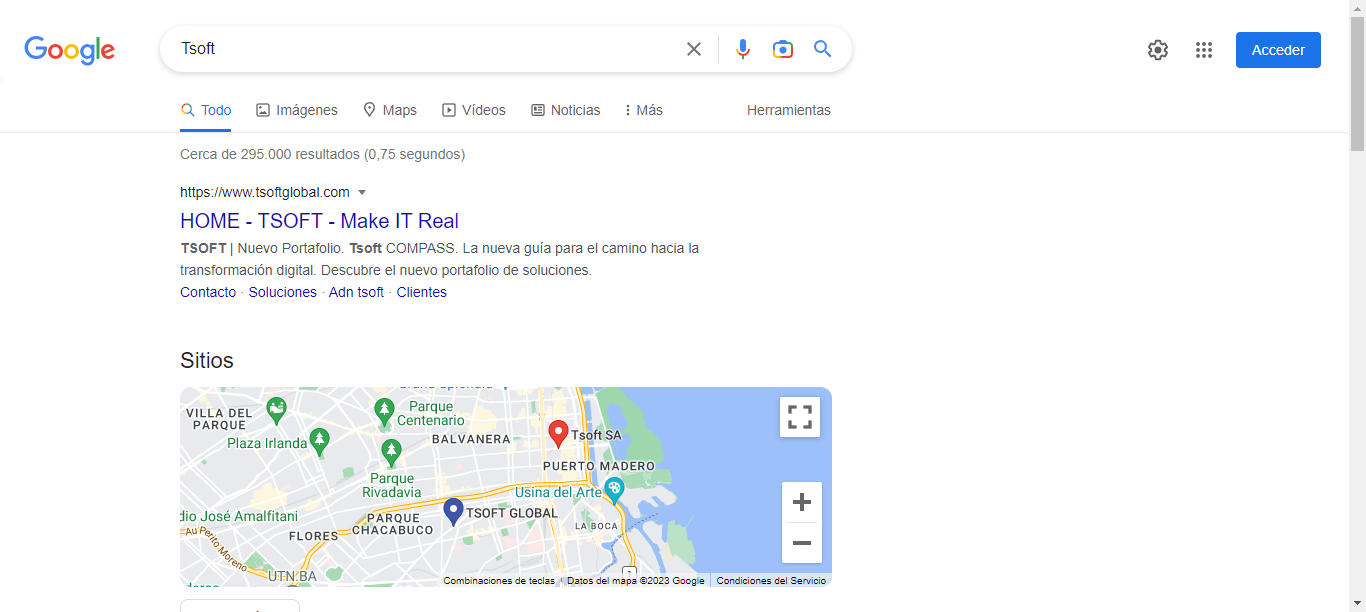 Google
Tsoft
Acceder
Todo
Imágenes
Maps
Vídeos
Noticias
Más
Herramientas
Cerca de 295.000 resultados (0,75 segundos)
https://www.tsoftglobal.com
HOME - TSOFT - Make IT Real
TSOFT | Nuevo Portafolio. Tsoft COMPASS. La nueva guía para el camino hacia la
transformación digital. Descubre el nuevo portafolio de soluciones.
Contacto · Soluciones · Adn tsoft · Clientes
Sitios
VILLA DEL
PARQUE
Parque
Centenario
Plaza Irlanda
BALVANERA
Tsoft SA
PUERTO MADERO
Parque
Rivadavia
Usina del Arte
TSOFT GLOBAL
dio José Amalfitani
PARQUE
CHACABUCO
LA BOCA
Au Perito Moreno
FLORES
UTN.BA
Combinaciones de teclas
Datos del mapa ©2023 Google
Condiciones del Servicio